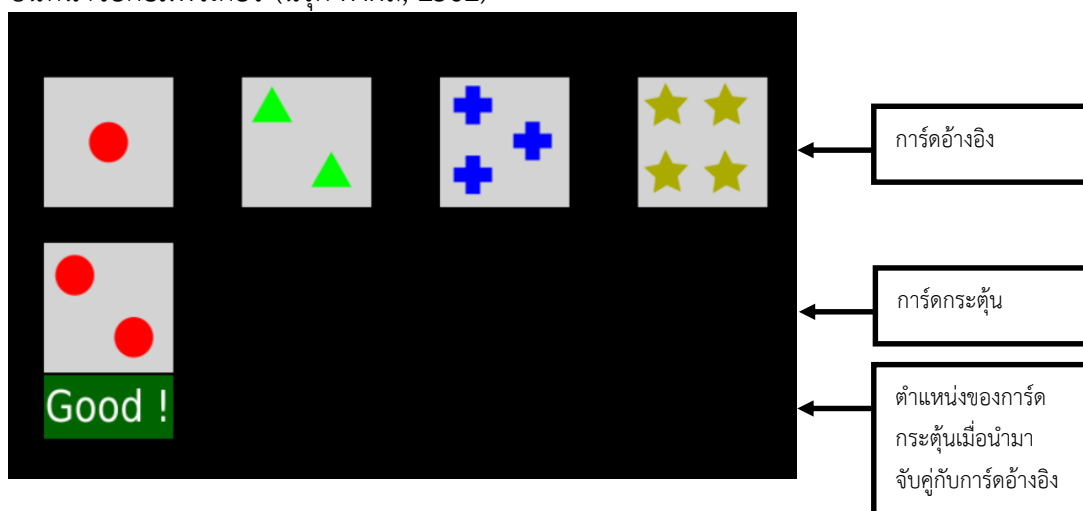 การ์ดอ้างอิง
การ์ดกระตุ้น
Good !
ตำแหน่งของการ์ด
กระตุ้นเมื่อนำมา
จับคู่กับการ์ดอ้างอิง